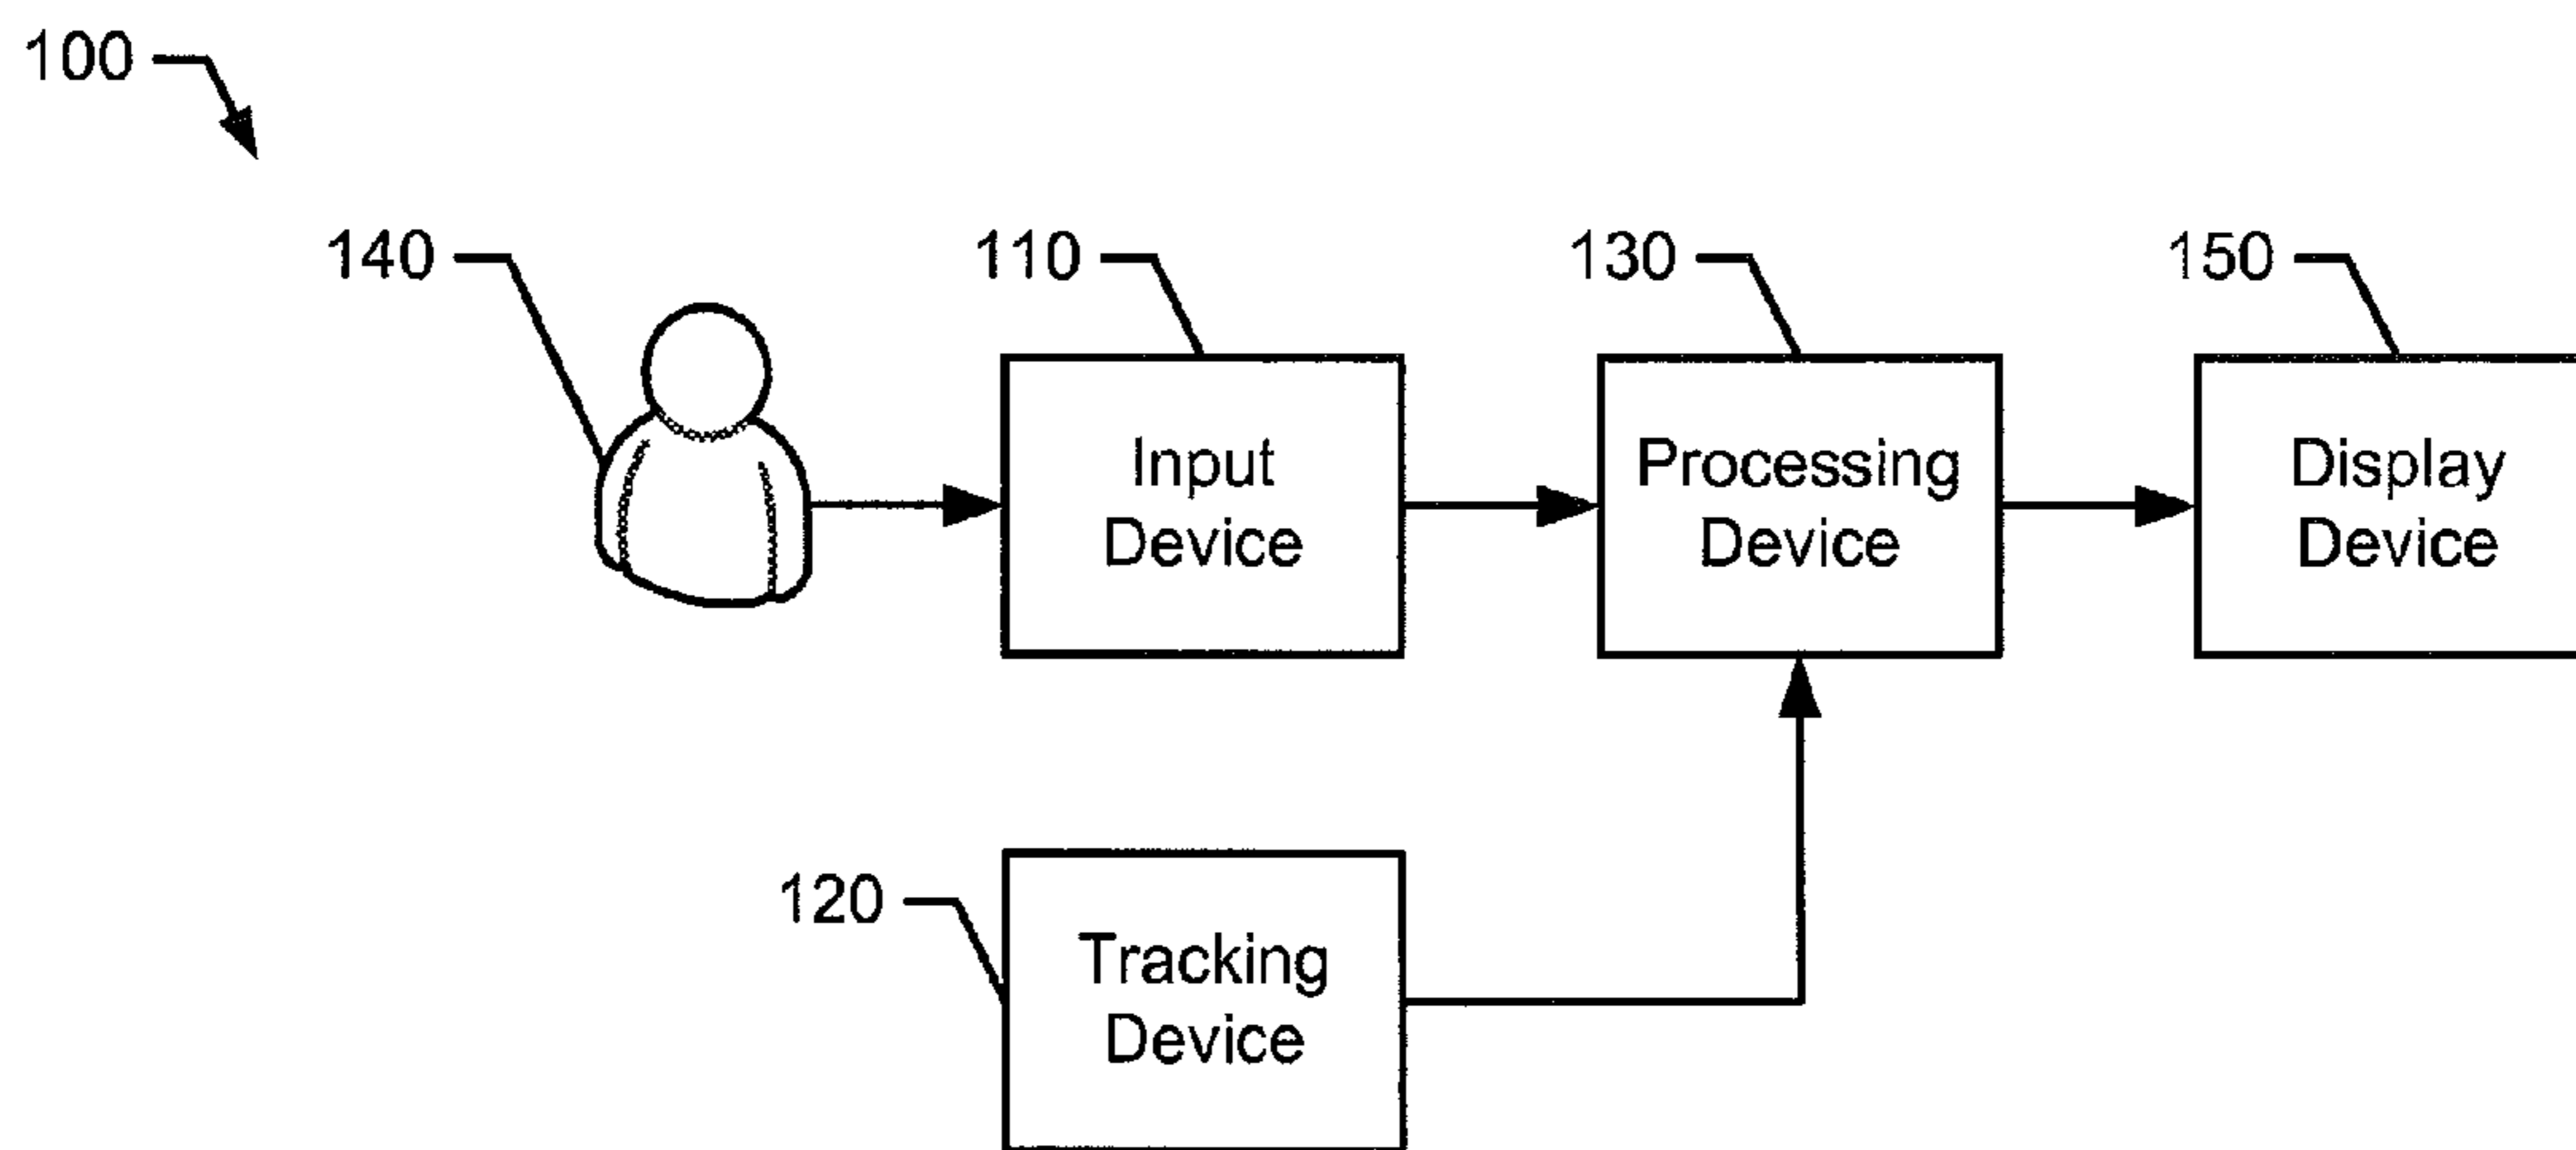 100
140
110
130
150
Input
Device
Processing
Device
Display
Device
120
Tracking
Device